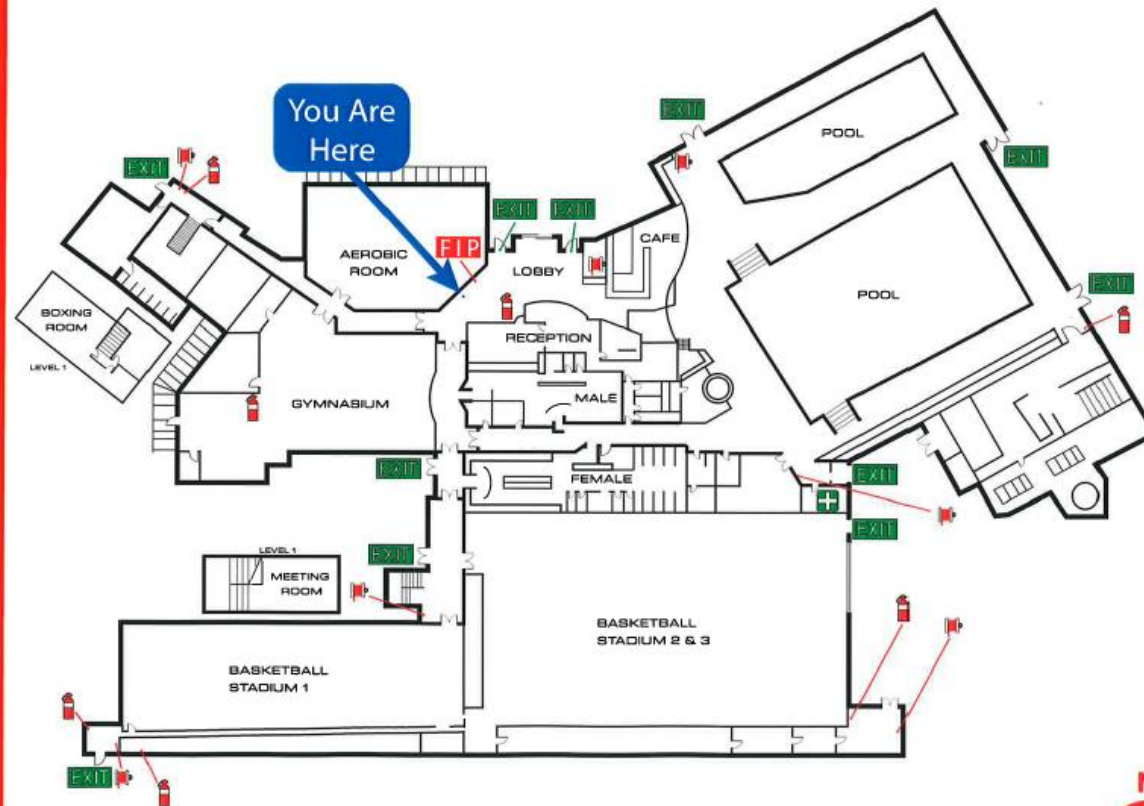 You Are
Here
EXIT
EXIT
EXIT
EXIT
EXIT
POOL
CAFE
FIP
LOBBY
AEROBIC
ROOM
EXIT
POOL
BOXING
ROOM
LEVEL 1
RECEPTION
GYMNASIUM
MALE
EXIT
FEMALE
EXIT
EXIT
EXIT
LEVEL 1
MEETING
ROOM
BASKETBALL
STADIUM 2 & 3
BASKETBALL
STADIUM 1
EXIT